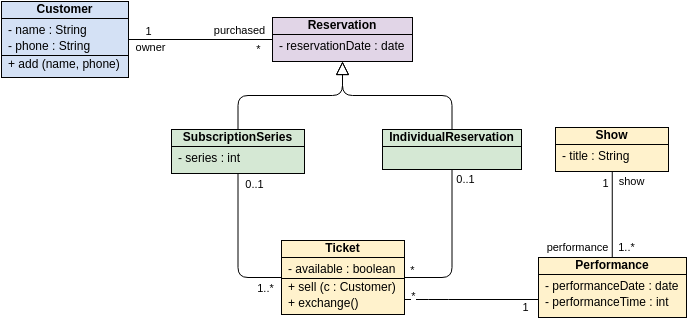 Customer
- name : String
- phone : String
+ add (name, phone)
1
owner
purchased
*
Reservation
- reservationDate : date
SubscriptionSeries
- series : int
IndividualReservation
Show
- title : String
0..1
0..1
1
show
performance
1..*
Ticket
- available : boolean
+ sell (c : Customer)
+ exchange()
1..*
*
*
1
Performance
- performanceDate : date
- performanceTime : int